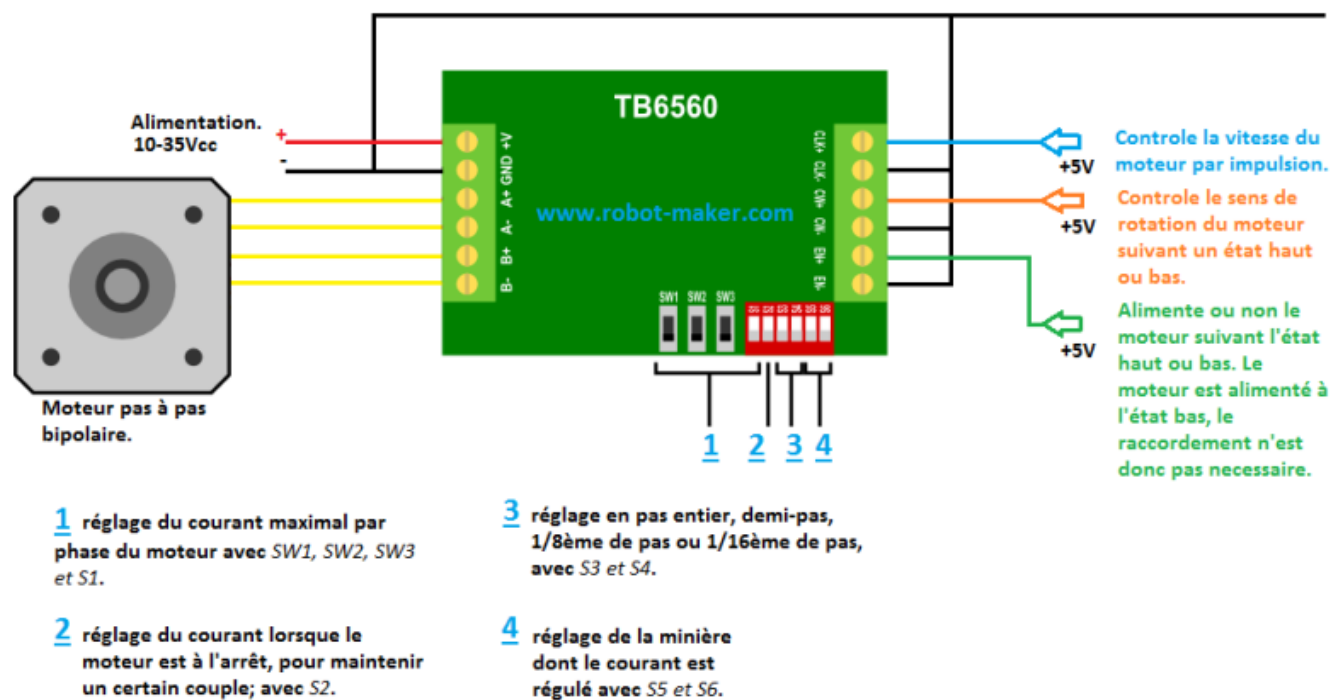 TB6560
Alimentation.
10-35Vcc
+
-
+V
GND
A+
A-
B+
B-
CLK+
CLK-
CW+
CW-
EN+
EN-
www.robot-maker.com
SW1 SW2 SW3
S1 S2 S3
S5 S6
+5V
Controle la vitesse du
moteur par impulsion.
+5V
Controle le sens de
rotation du moteur
suivant un état haut
ou bas.
+5V
Alimente ou non le
moteur suivant l'état
haut ou bas. Le
moteur est alimenté à
l'état bas, le
raccordement n'est
donc pas necessaire.
Moteur pas à pas
bipolaire.
1 2 3 4
1 réglage du courant maximal par
phase du moteur avec SW1, SW2, SW3
et S1.
2 réglage du courant lorsque le
moteur est à l'arrêt, pour maintenir
un certain couple; avec S2.
3 réglage en pas entier, demi-pas,
1/8ème de pas ou 1/16ème de pas,
avec S3 et S4.
4 réglage de la minière
dont le courant est
régulé avec S5 et S6.